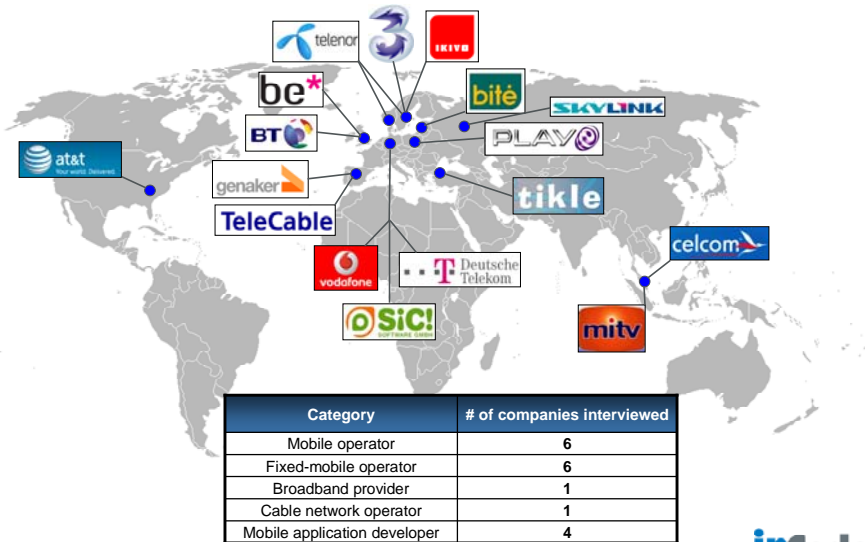 telenor
3
IKIVO
be*
bitė
SKYLINK
BT
PLAY
at&t
Your world. Delivered.
genaker
tikle
TeleCable
celcom
vodafone
T Deutsche
Telekom
SiC!
SOFTWARE GMBH
mitv
Category # of companies interviewed
Mobile operator 6
Fixed-mobile operator 6
Broadband provider 1
Cable network operator 1
Mobile application developer 4